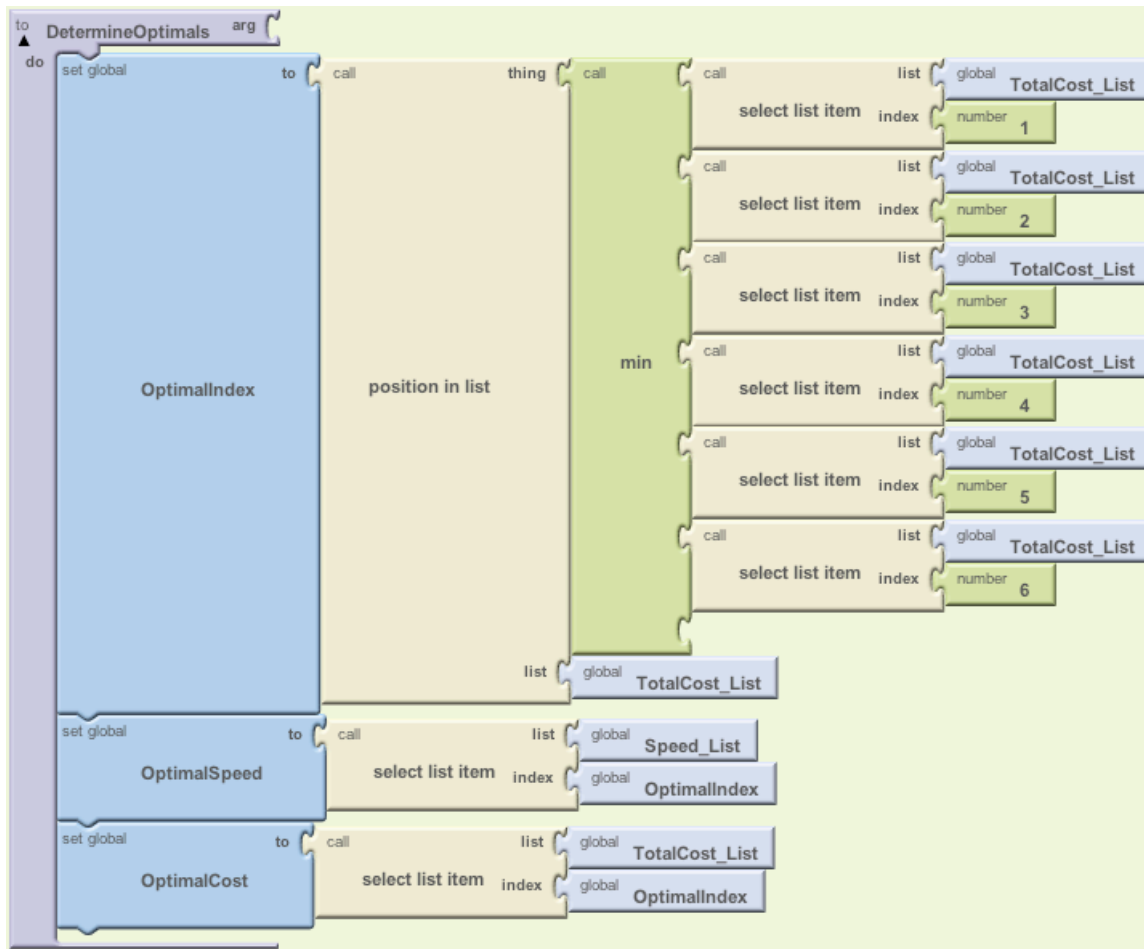 to DetermineOptimals arg
do
set global to call thing call call list global TotalCost_List
select list item index number 1
call list global TotalCost_List
select list item index number 2
call list global TotalCost_List
select list item index number 3
call list global TotalCost_List
OptimalIndex position in list min select list item index number 4
call list global TotalCost_List
select list item index number 5
call list global TotalCost_List
select list item index number 6
list global TotalCost_List
set global to call list global Speed_List
OptimalSpeed select list item index global OptimalIndex
set global to call list global TotalCost_List
OptimalCost select list item index global OptimalIndex